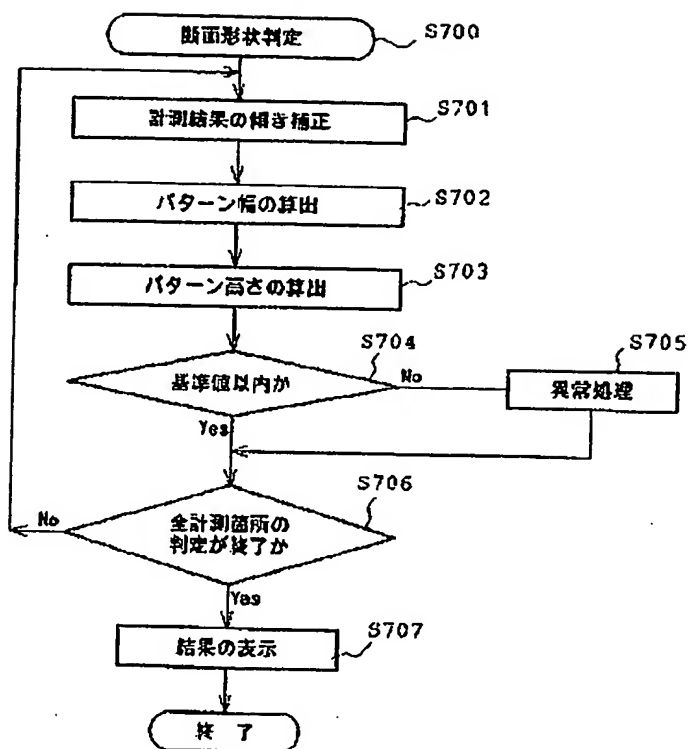 断面形状判定
S700
計測結果の傾き補正
S701
パターン幅の算出
S702
パターン高さの算出
S703
基準値以内か
S704
No
異常処理
S705
Yes
全計測箇所の
判定が終了か
S706
No
Yes
結果の表示
S707
終 了